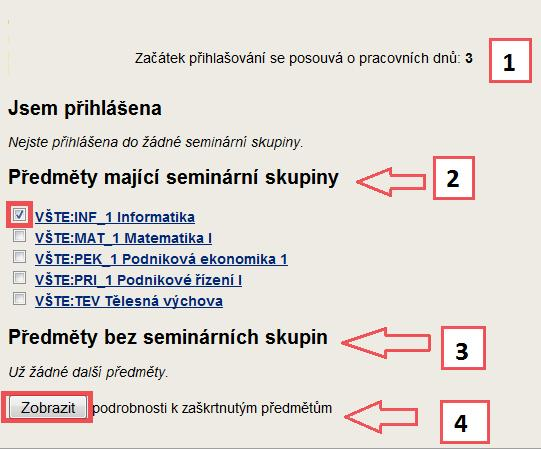 Začátek přihlašování se posouvá o pracovních dnů: 3
1
Jsem přihlášena
Nejste přihlášena do žádné seminární skupiny.
Předměty mající seminární skupiny
2
VŠTE:INF_1 Informatika
VŠTE:MAT_1 Matematika I
VŠTE:PEK_1 Podniková ekonomika 1
VŠTE:PRI_1 Podnikové řízení I
VŠTE:TEV Tělesná výchova
Předměty bez seminárních skupin
3
Už žádné další předměty.
Zobrazit podrobnosti k zaškrtnutým předmětům
4